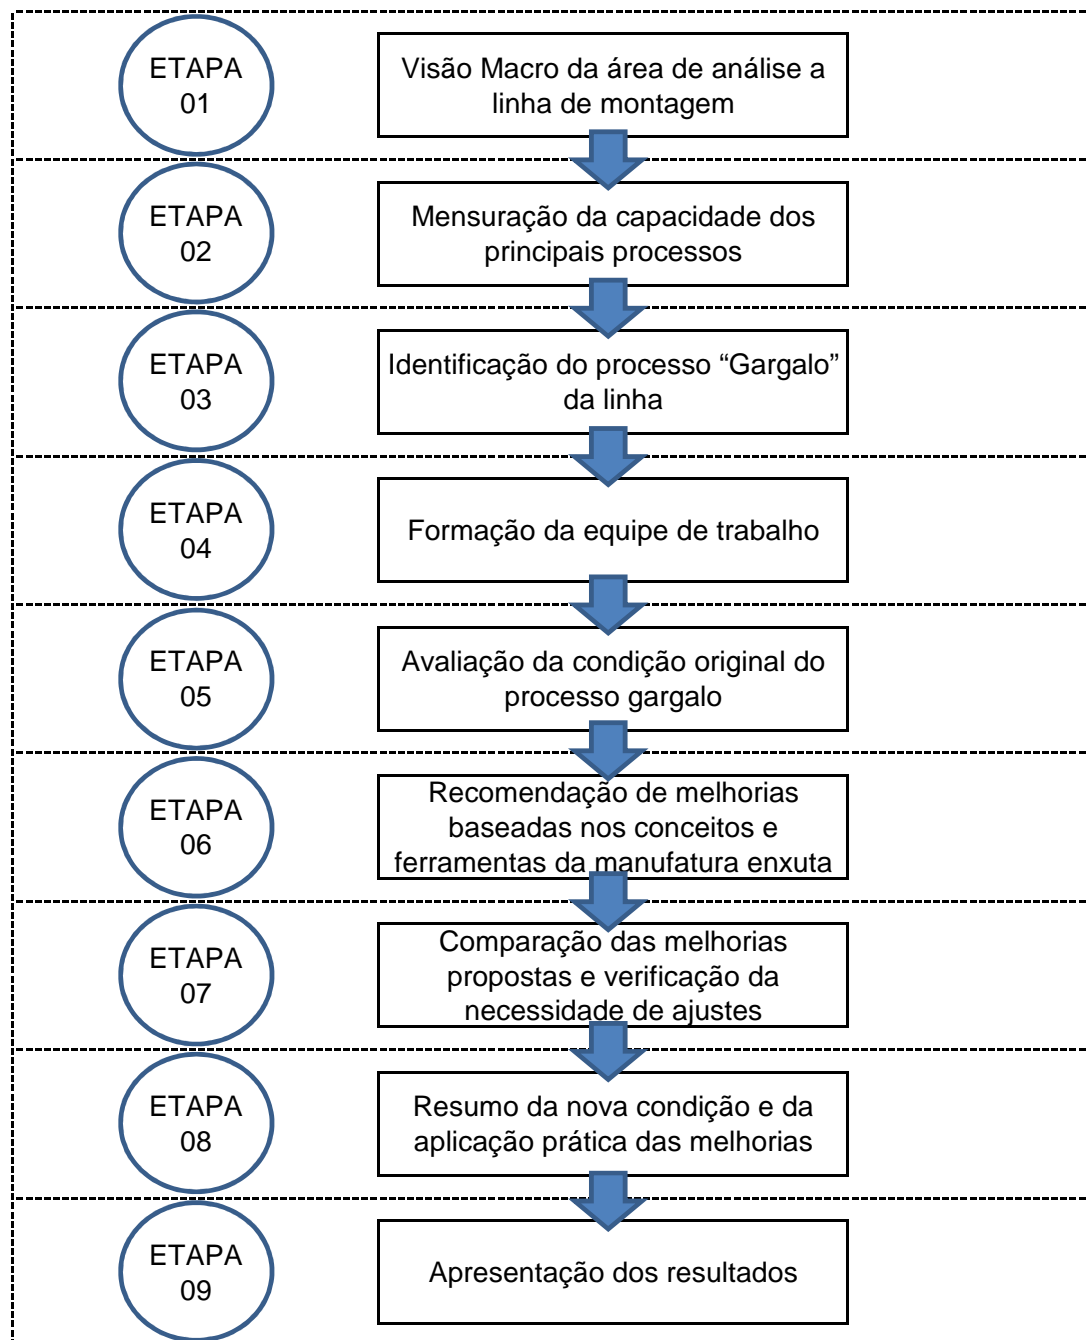 ETAPA
01
Visão Macro da área de análise a
linha de montagem
ETAPA
02
Mensuração da capacidade dos
principais processos
ETAPA
03
Identificação do processo “Gargalo”
da linha
ETAPA
04
Formação da equipe de trabalho
ETAPA
05
Avaliação da condição original do
processo gargalo
ETAPA
06
Recomendação de melhorias
baseadas nos conceitos e
ferramentas da manufatura enxuta
ETAPA
07
Comparação das melhorias
propostas e verificação da
necessidade de ajustes
ETAPA
08
Resumo da nova condição e da
aplicação prática das melhorias
ETAPA
09
Apresentação dos resultados